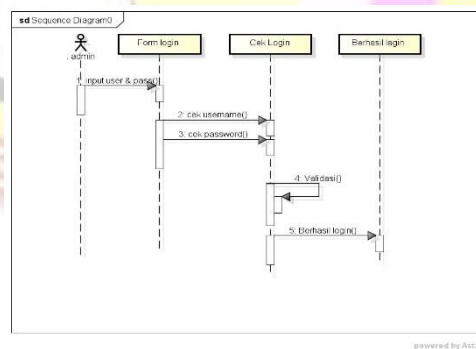 sd Sequence Diagram0
Form login
Cek Login
Berhasil login
: admin
1: input user & pass()
2: cek username()
3: cek password()
4: Validasi()
5: Berhasil login()
powered by Ast